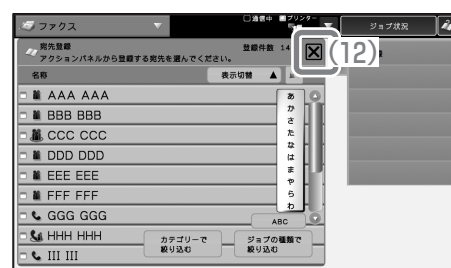 ファクス
通信中 プリンター
ジョブ状況
宛先登録
アクションパネルから登録する宛先を選んでください。
登録件数 14
(12)
名称
表示切替 ▲
AAA AAA
BBB BBB
CCC CCC
DDD DDD
EEE EEE
FFF FFF
GGG GGG
HHH HHH
III III
あ
か
さ
た
な
は
ま
や
ら
わ
ABC
カテゴリーで
絞り込む
ジョブの種類で
絞り込む